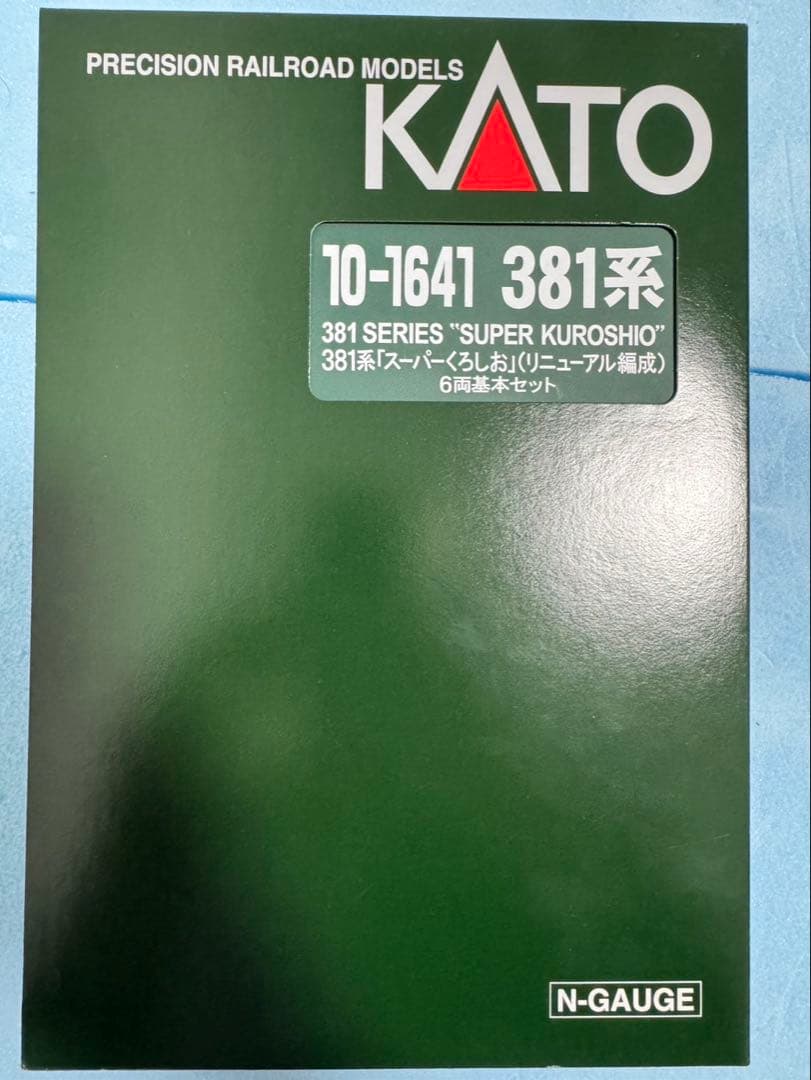 PRECISION RAILROAD MODELS
KATO
10-1641 381系
381 SERIES “SUPER KUROSHIO”
381系「スーパーくろしお」(リニューアル編成)
6両基本セット
N-GAUGE